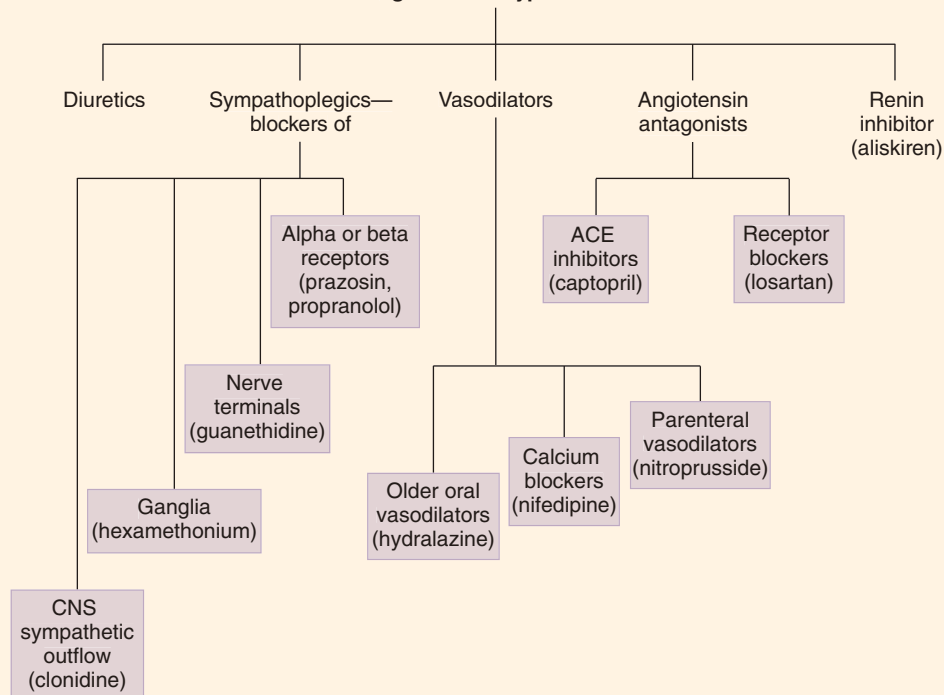 Diuretics
Sympathoplegics—
blockers of
Vasodilators
Angiotensin
antagonists
Renin
inhibitor
(aliskiren)
Alpha or beta
receptors
(prazosin,
propranolol)
ACE
inhibitors
(captopril)
Receptor
blockers
(losartan)
Nerve
terminals
(guanethidine)
Parenteral
vasodilators
(nitroprusside)
Calcium
blockers
(nifedipine)
Older oral
vasodilators
(hydralazine)
Ganglia
(hexamethonium)
CNS
sympathetic
outflow
(clonidine)